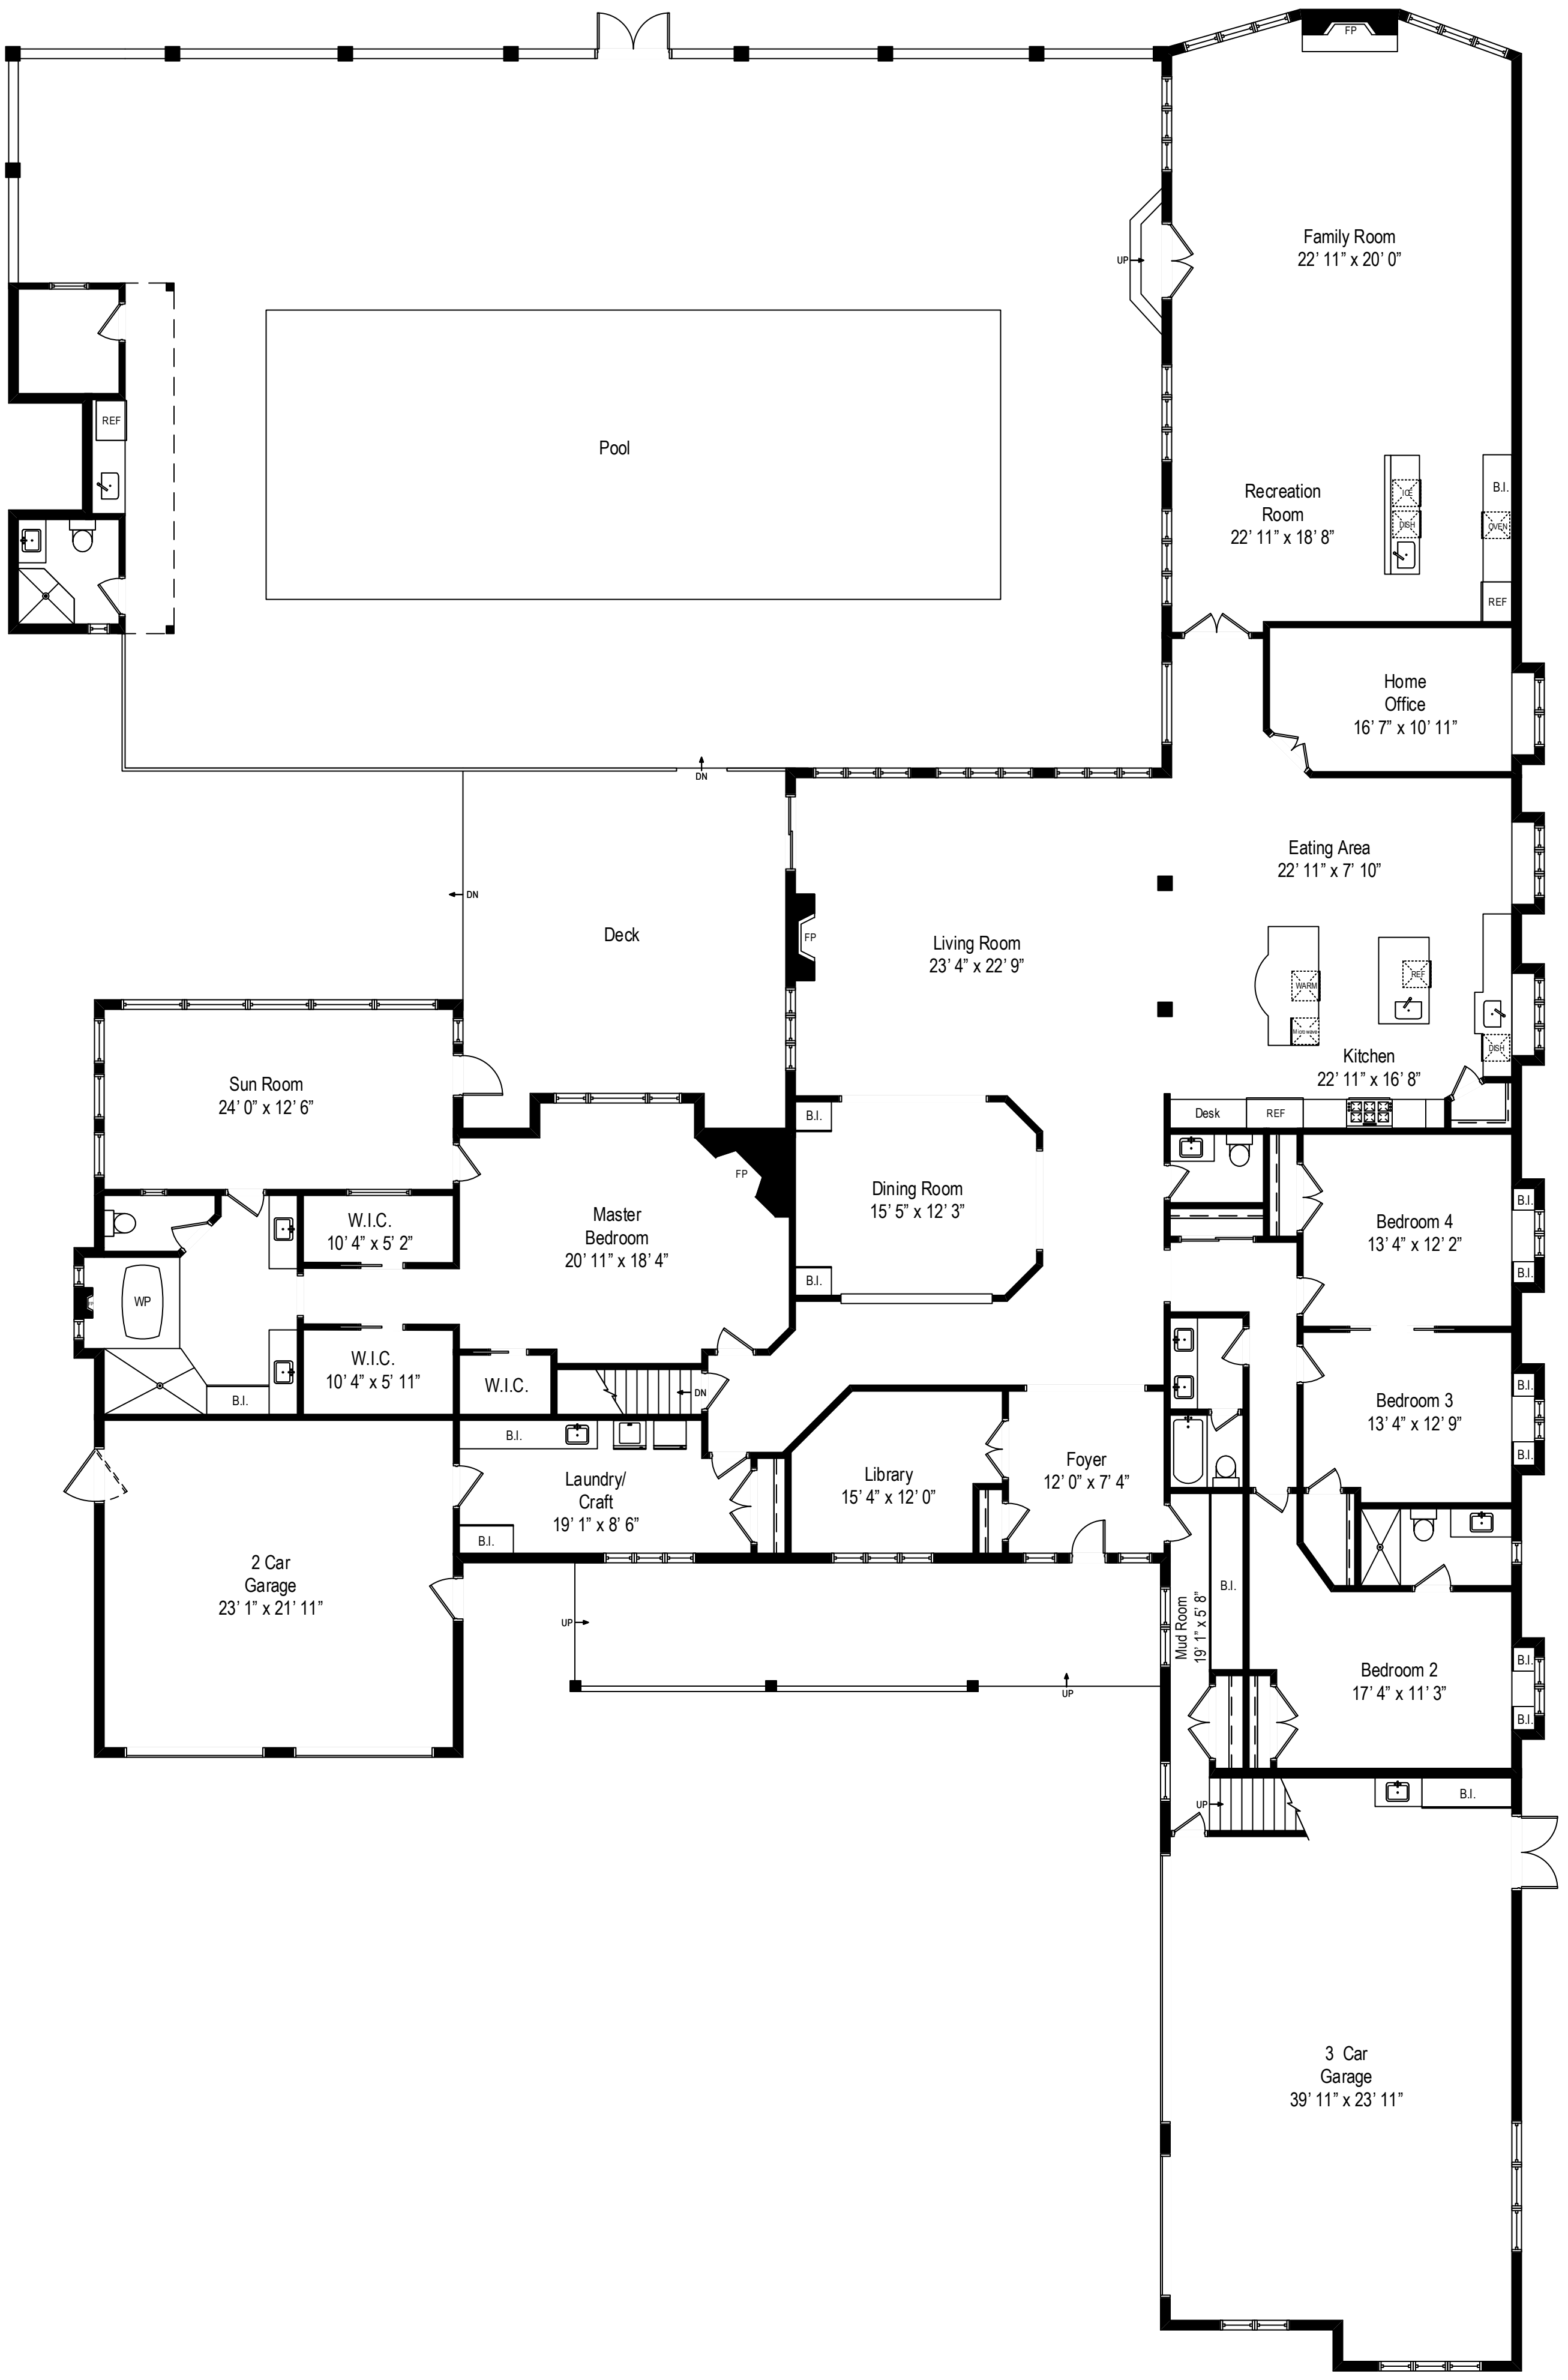 FP
Family Room
22' 11" x 20' 0"
UP
REF
Pool
Recreation
Room
22' 11" x 18' 8"
ICE
DISH
B.I.
OVEN
REF
Home
Office
16' 7" x 10' 11"
DN
Eating Area
22' 11" x 7' 10"
DN
Deck
FP
Living Room
23' 4" x 22' 9"
WARM
Microwave
REF
DISH
Kitchen
22' 11" x 16' 8"
Desk
REF
Sun Room
24' 0" x 12' 6"
B.I.
FP
Dining Room
15' 5" x 12' 3"
B.I.
Master
Bedroom
20' 11" x 18' 4"
W.I.C.
10' 4" x 5' 2"
WP
W.I.C.
10' 4" x 5' 11"
B.I.
W.I.C.
DN
Bedroom 4
13' 4" x 12' 2"
B.I.
B.I.
Bedroom 3
13' 4" x 12' 9"
B.I.
B.I.
B.I.
Laundry/
Craft
19' 1" x 8' 6"
B.I.
Library
15' 4" x 12' 0"
Foyer
12' 0" x 7' 4"
2 Car
Garage
23' 1" x 21' 11"
UP
UP
Mud Room
19' 1" x 5' 8"
B.I.
Bedroom 2
17' 4" x 11' 3"
B.I.
B.I.
UP
B.I.
3 Car
Garage
39' 11" x 23' 11"